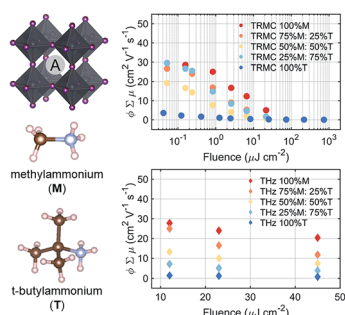 A
methylammonium
(M)
t-butylammonium
(T)
ϕ Σ μ (cm² V⁻¹ s⁻¹)
50
40
30
20
10
0
TRMC 100%M
TRMC 75%M: 25%T
TRMC 50%M: 50%T
TRMC 25%M: 75%T
TRMC 100%T
10⁻¹ 10⁰ 10¹ 10² 10³
Fluence (μJ cm⁻²)
ϕ Σ μ (cm² V⁻¹ s⁻¹)
50
40
30
20
10
0
THz 100%M
THz 75%M: 25%T
THz 50%M: 50%T
THz 25%M: 75%T
THz 100%T
10 20 30 40 50
Fluence (μJ cm⁻²)